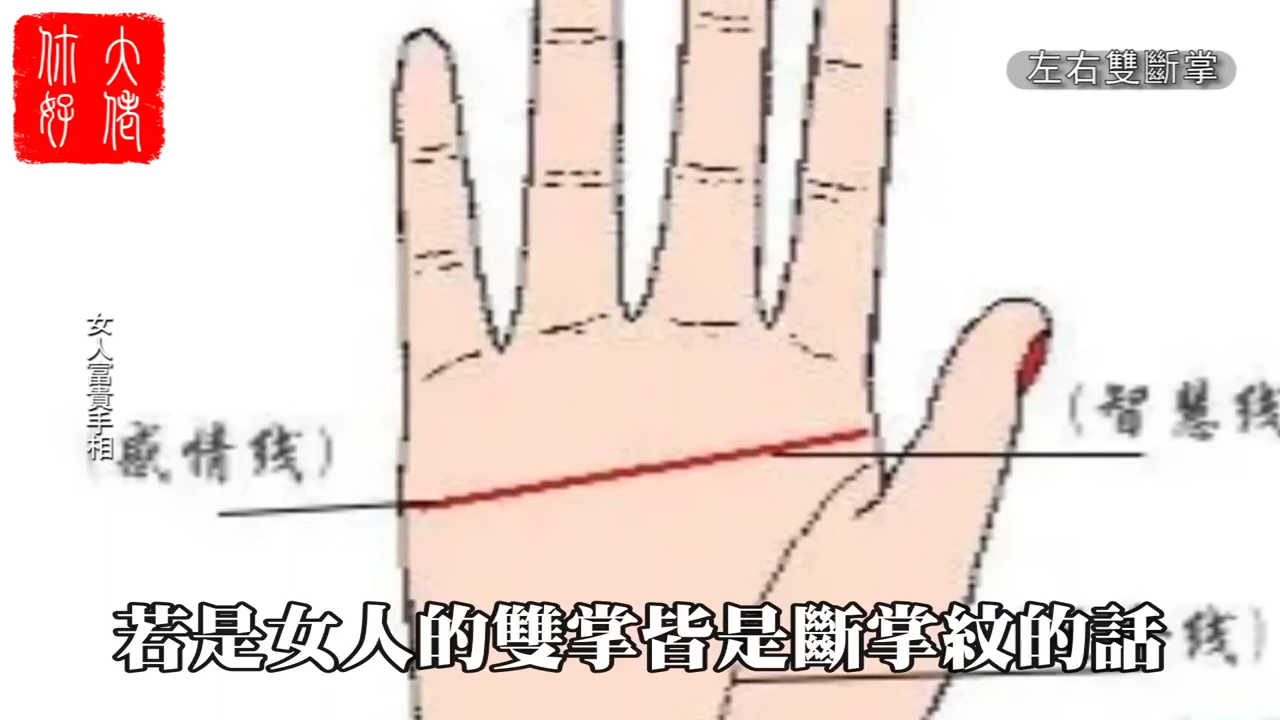 大佬
休好
左右雙斷掌
女人富貴手相
(感情线)
(智慧线
线)
若是女人的雙掌皆是斷掌紋的話